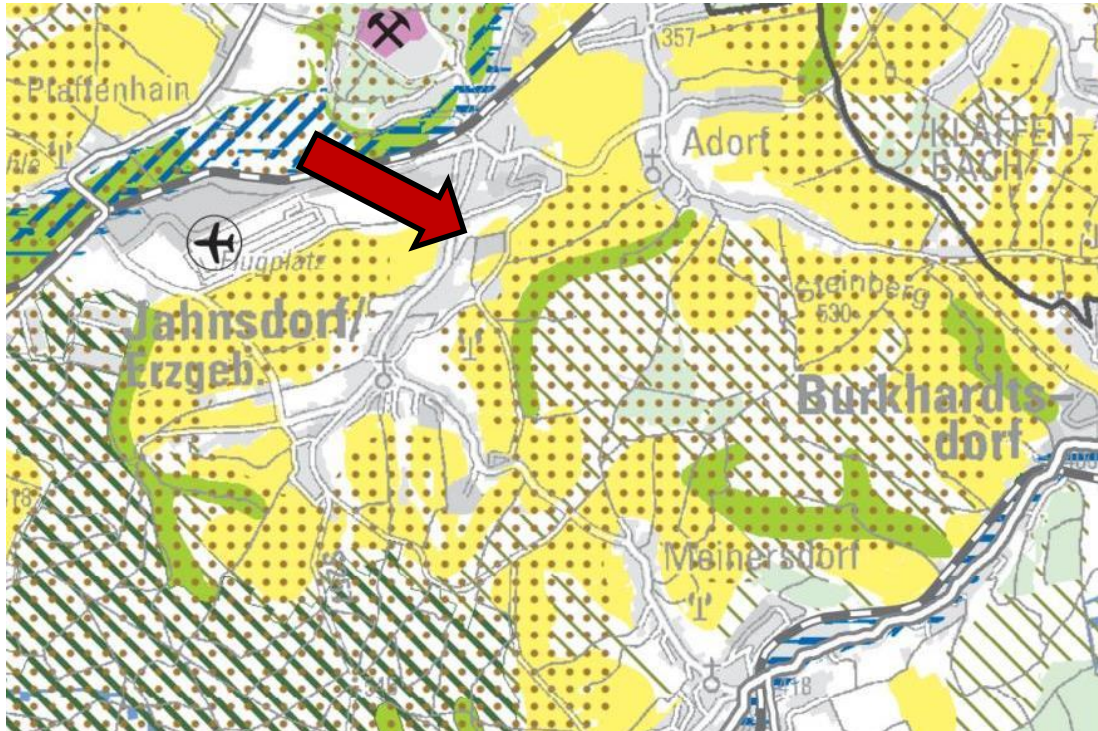 357
Pfaffenhain
Adorf
KLAFFEN-
BACH
Flugplatz
Steinberg
530
Jahnsdorf/
Erzgeb.
Burkhardts-
dorf
Meinersdorf